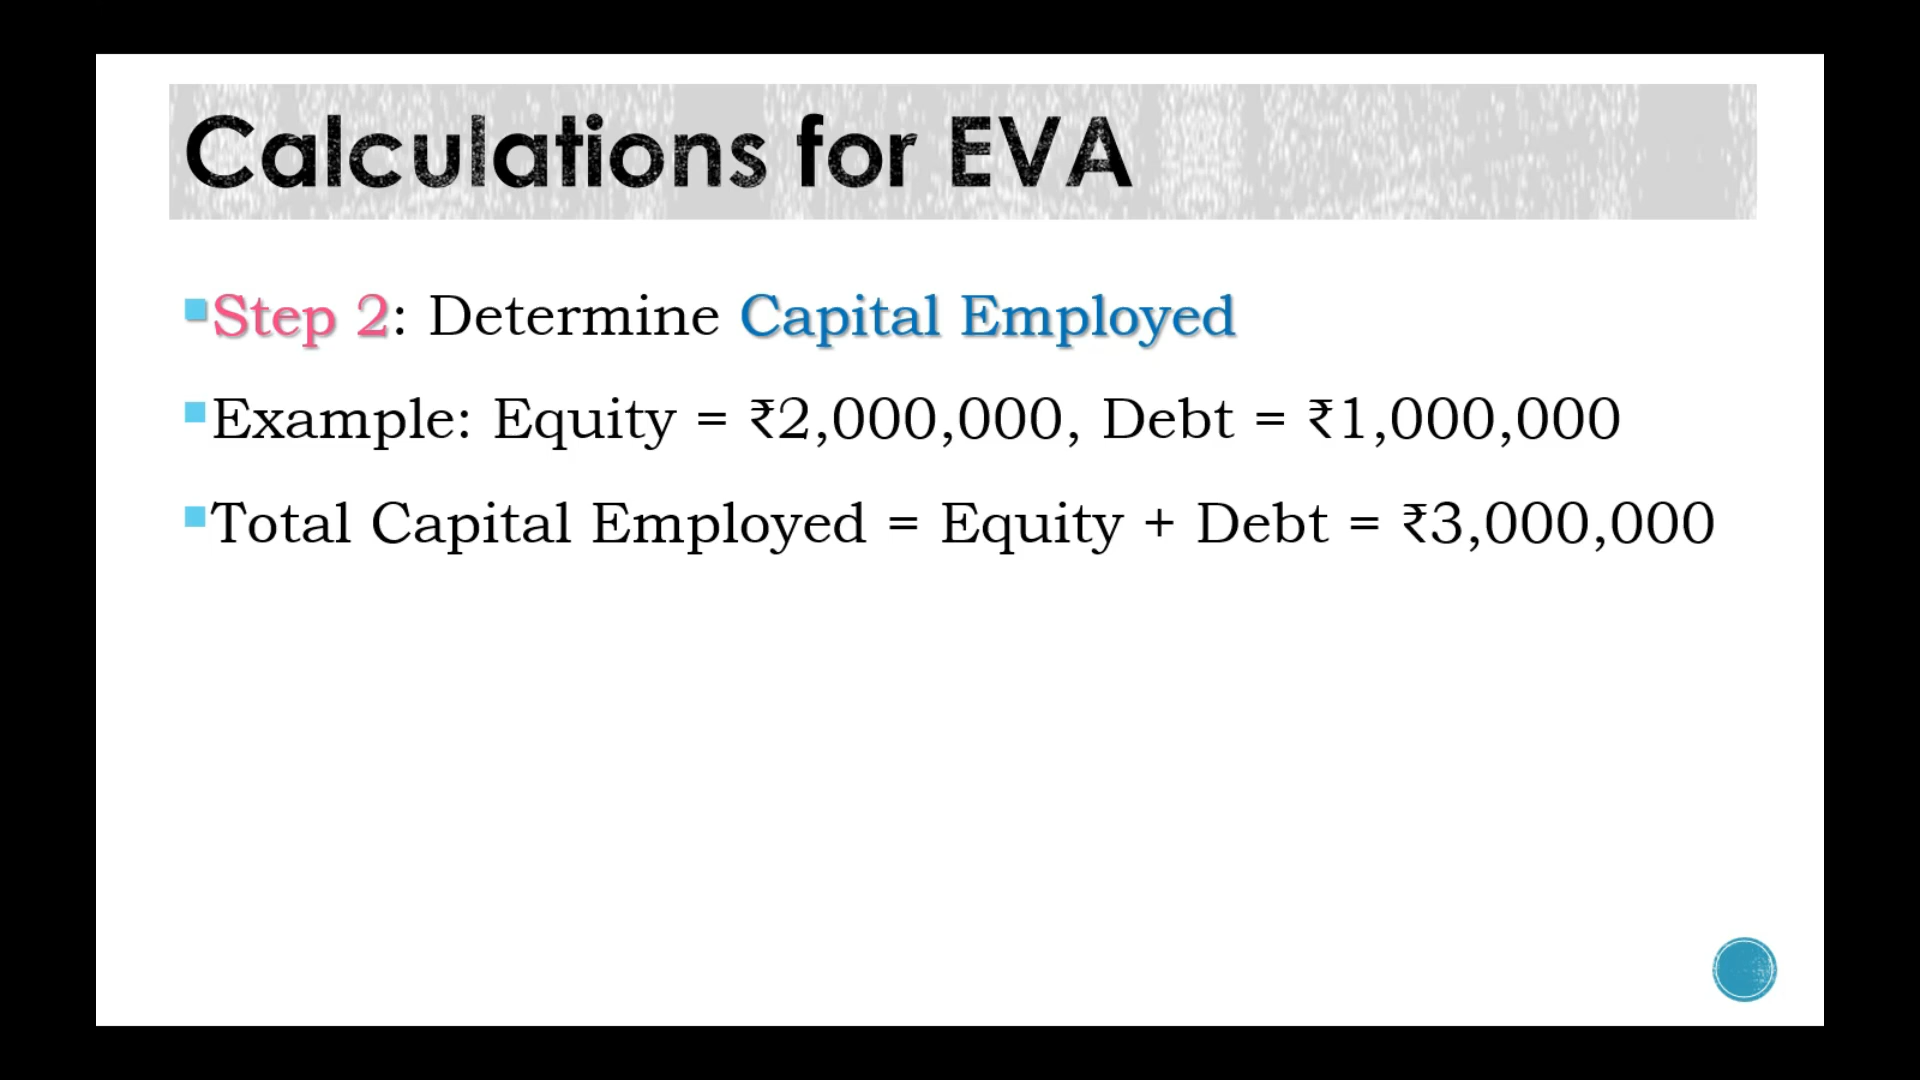 Calculations for EVA
Step 2: Determine Capital Employed
Example: Equity = ₹2,000,000, Debt = ₹1,000,000
Total Capital Employed = Equity + Debt = ₹3,000,000